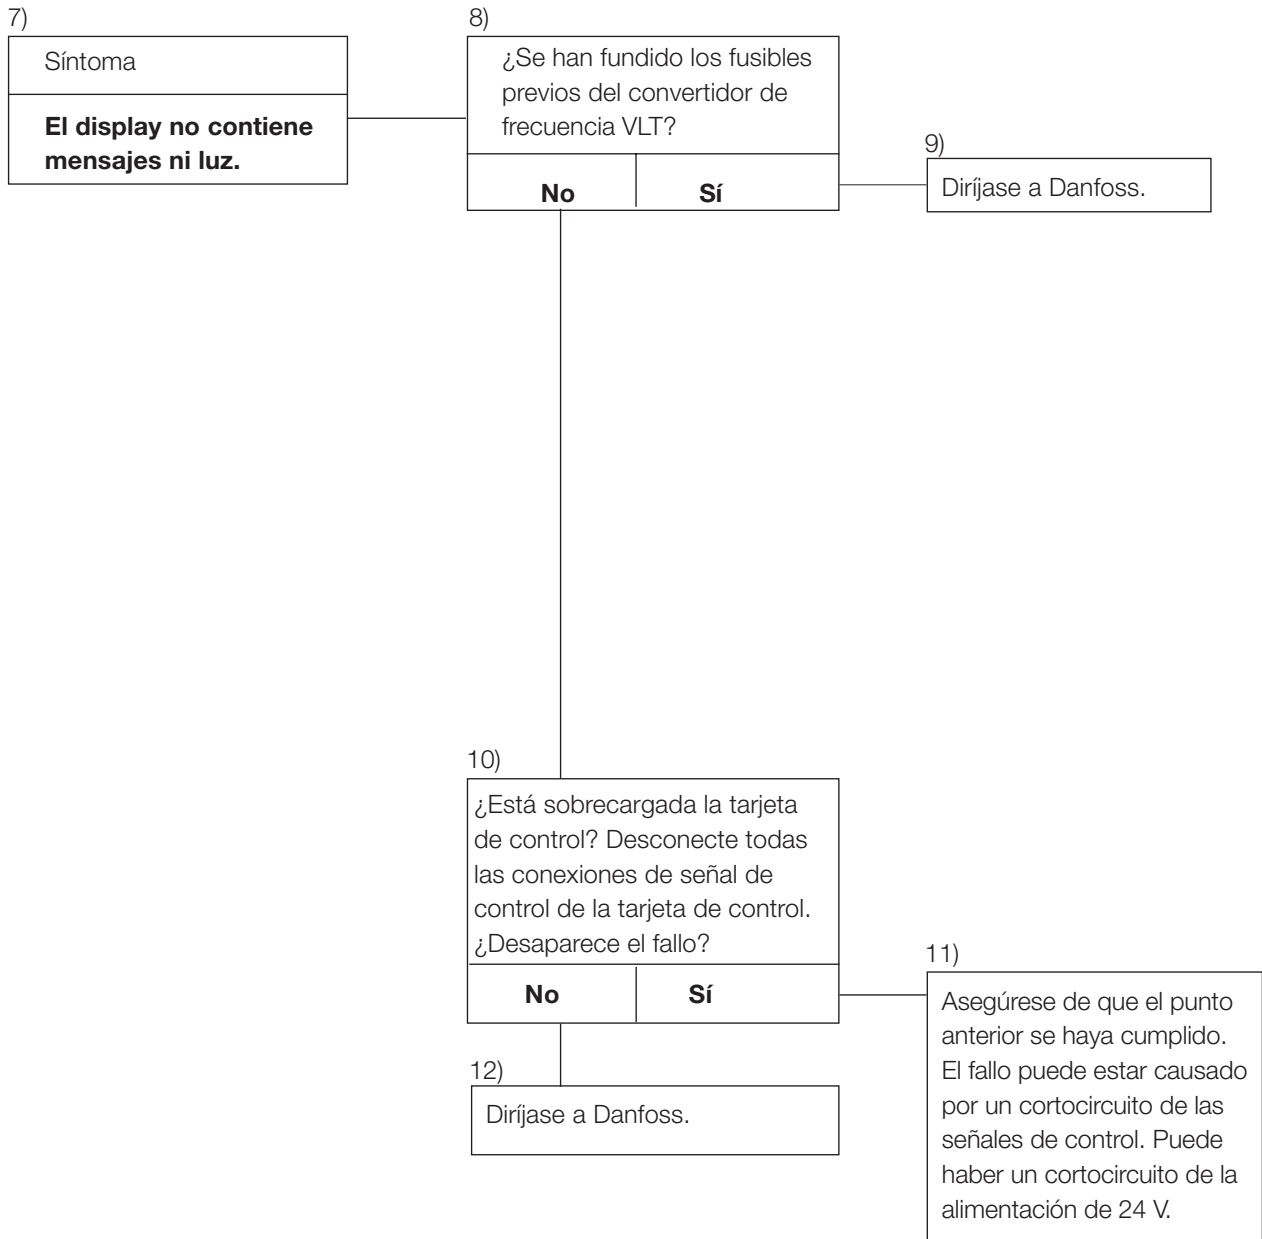 7)
Síntoma
El display no contiene
mensajes ni luz.
8)
¿Se han fundido los fusibles
previos del convertidor de
frecuencia VLT?
No
Sí
9)
Diríjase a Danfoss.
10)
¿Está sobrecargada la tarjeta
de control? Desconecte todas
las conexiones de señal de
control de la tarjeta de control.
¿Desaparece el fallo?
No
Sí
11)
Asegúrese de que el punto
anterior se haya cumplido.
El fallo puede estar causado
por un cortocircuito de las
señales de control. Puede
haber un cortocircuito de la
alimentación de 24 V.
12)
Diríjase a Danfoss.